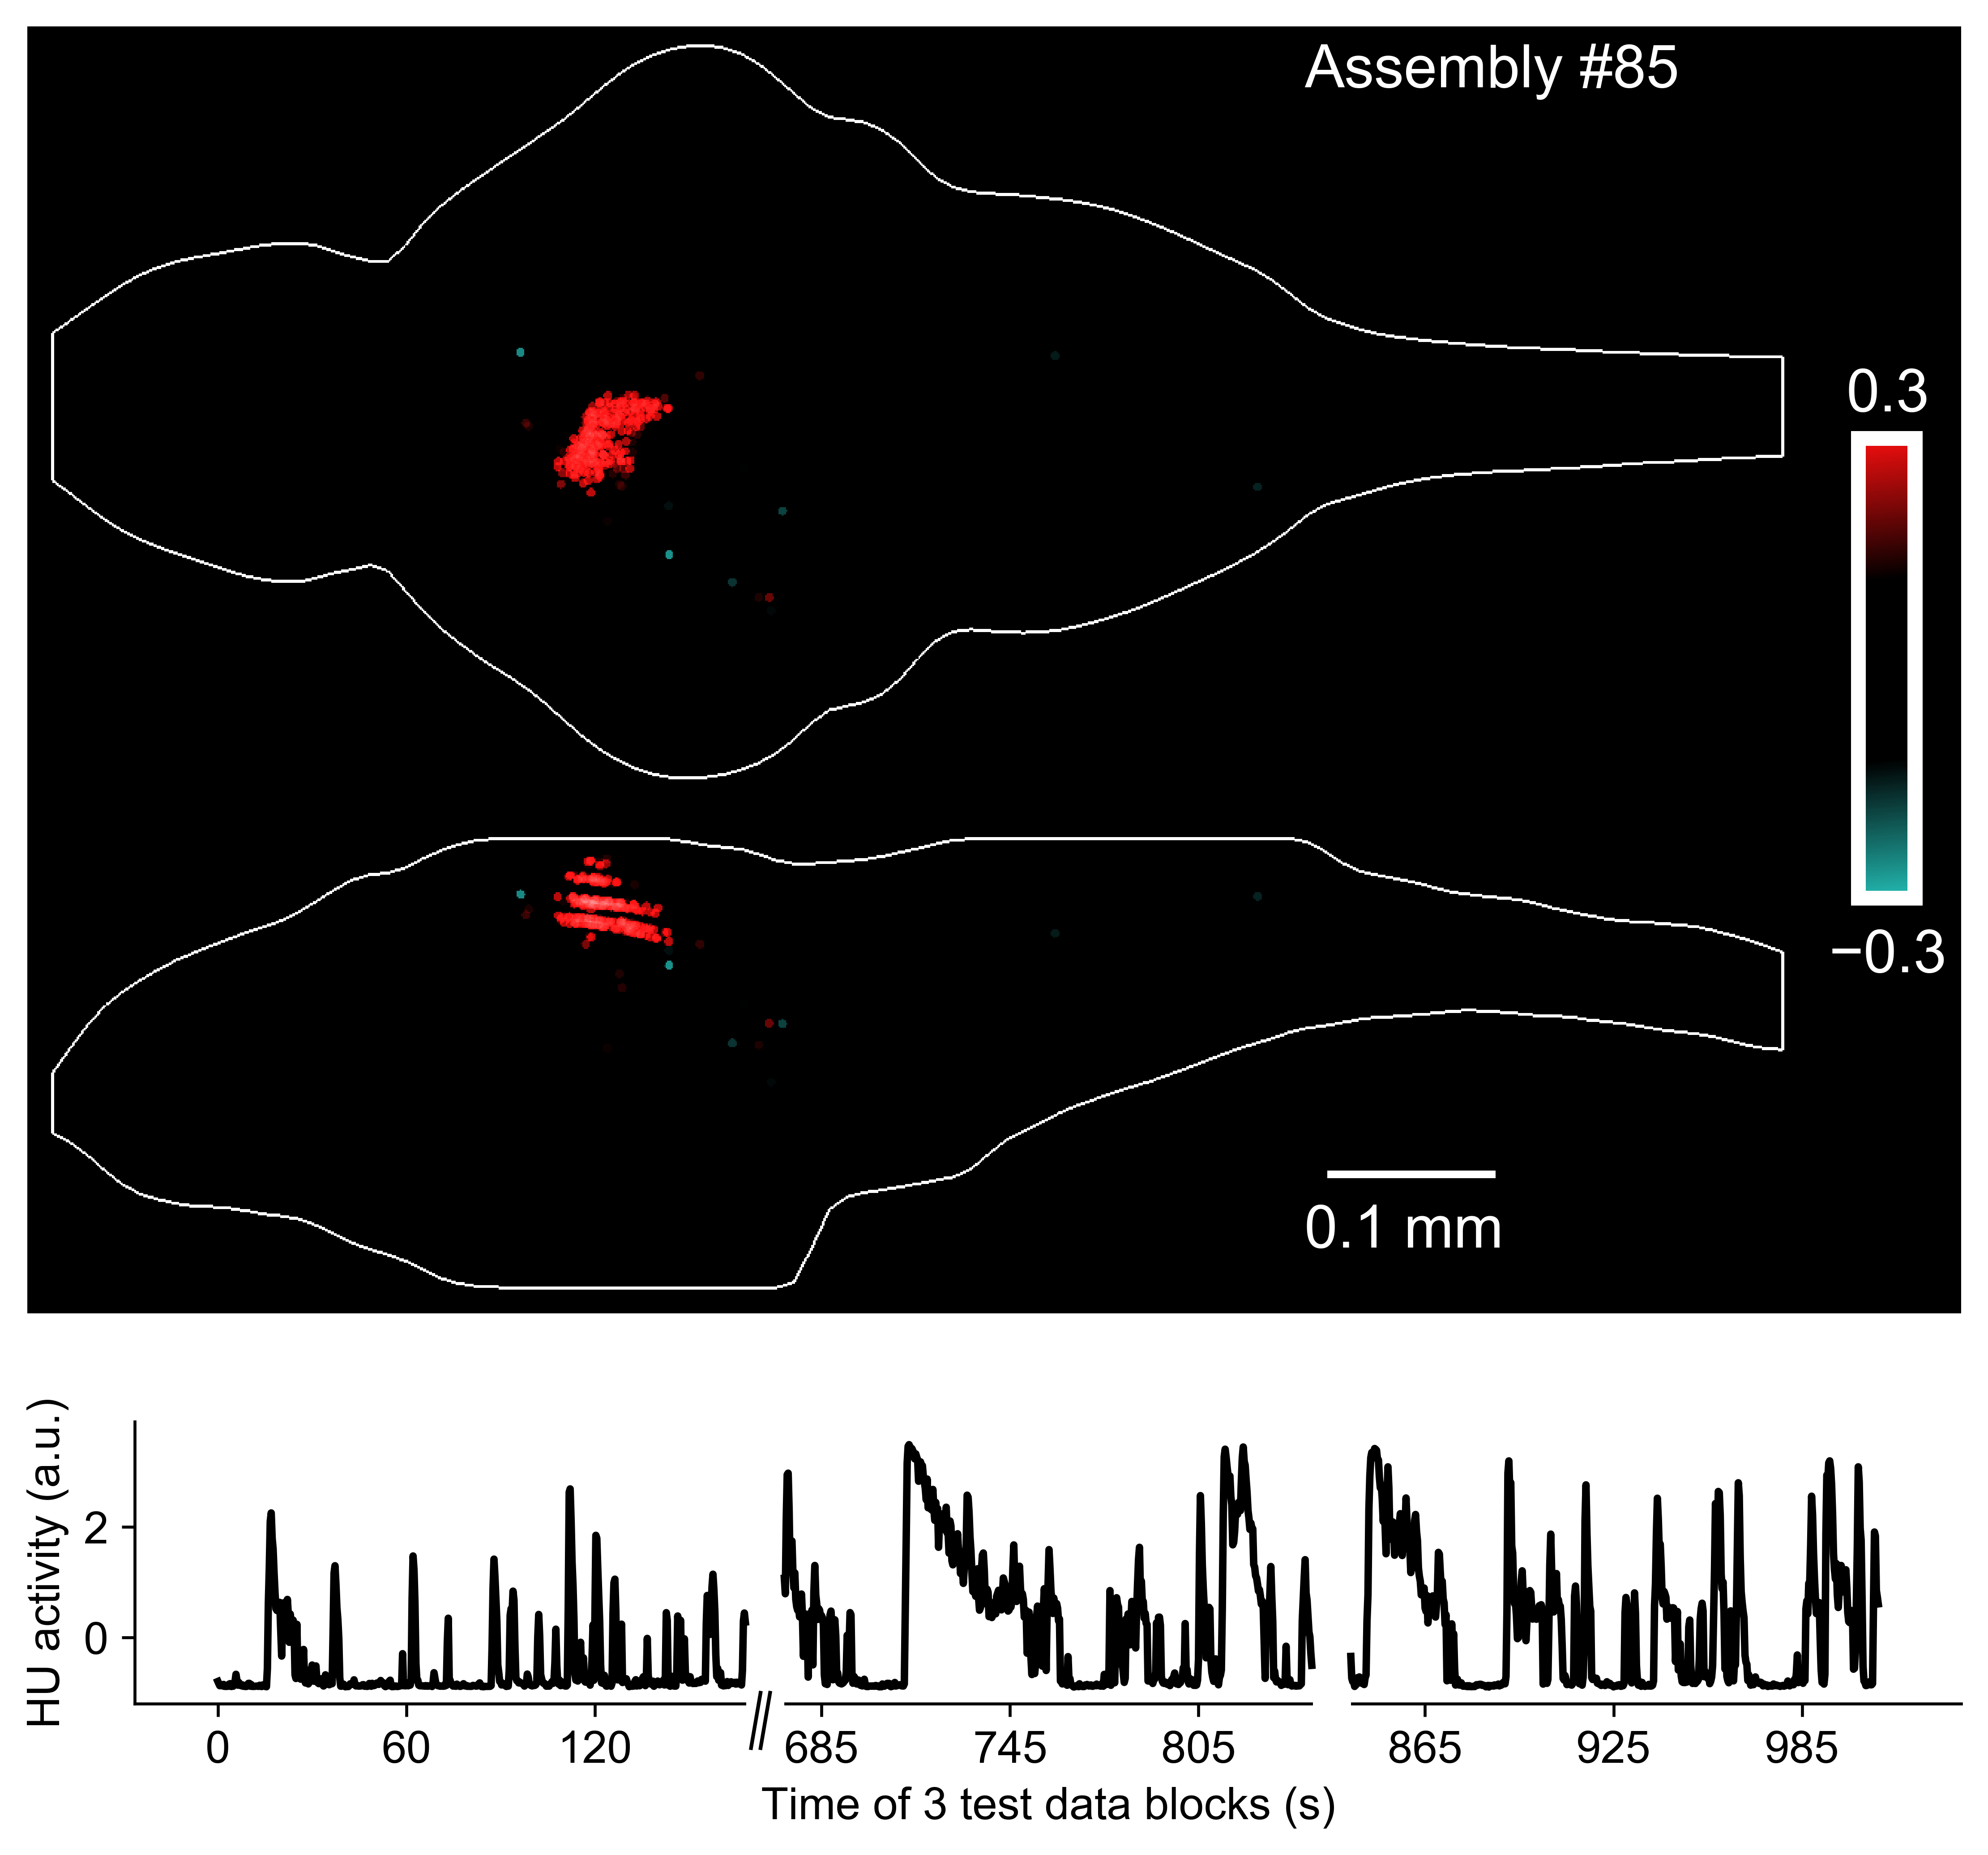 Assembly #85
0.3
−0.3
0.1 mm
HU activity (a.u.)
2
0
0 60 120 685 745 805 865 925 985
Time of 3 test data blocks (s)